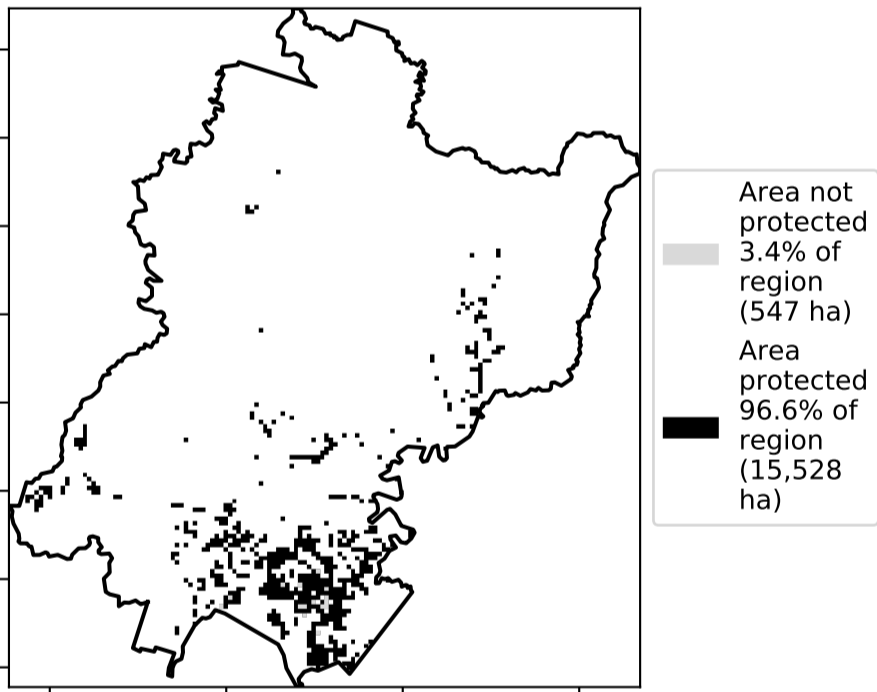 Area not
protected
3.4% of
region
(547 ha)
Area
protected
96.6% of
region
(15,528
ha)